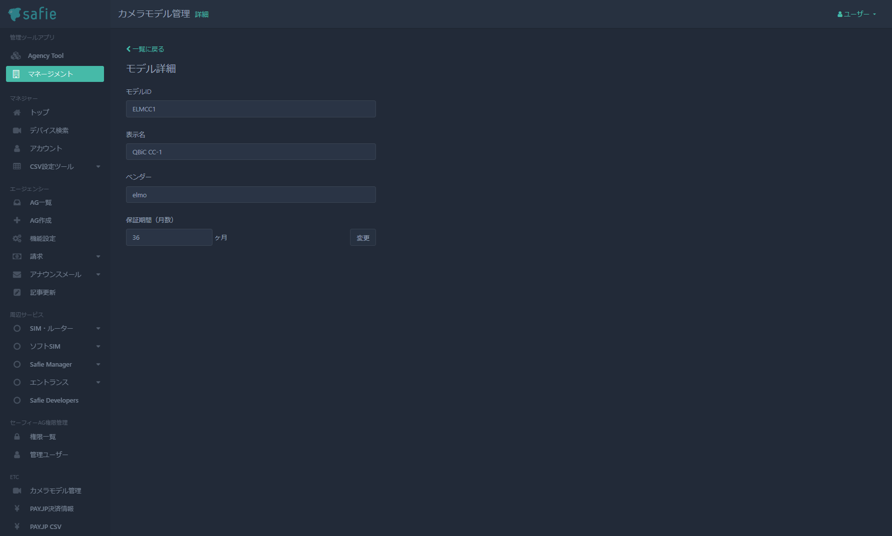 safie
カメラモデル管理 詳細
ユーザー
管理ツールアプリ
Agency Tool
マネージメント
マネジャー
トップ
デバイス検索
アカウント
CSV設定ツール
エージェンシー
AG一覧
AG作成
機能設定
請求
アナウンスメール
記事更新
周辺サービス
SIM・ルーター
ソフトSIM
Safie Manager
エントランス
Safie Developers
セーフィーAG権限管理
権限一覧
管理ユーザー
ETC
カメラモデル管理
PAY.JP決済情報
PAY.JP CSV
一覧に戻る
モデル詳細
モデルID
ELMCC1
表示名
QBiC CC-1
ベンダー
elmo
保証期間（月数）
36 ヶ月 変更